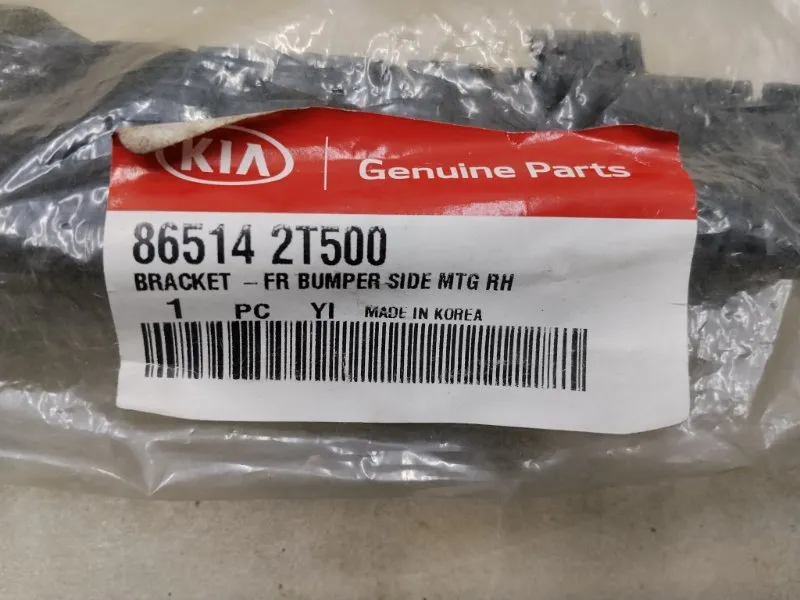 KIA Genuine Parts
86514 2T500
BRACKET - FR BUMPER SIDE MTG RH
1 PC YI MADE IN KOREA